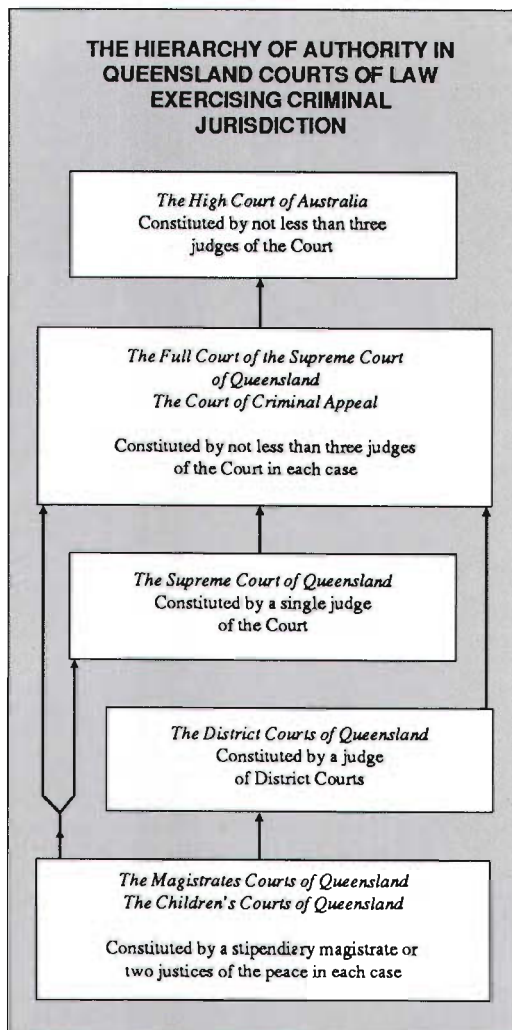 THE HIERARCHY OF AUTHORITY IN
QUEENSLAND COURTS OF LAW
EXERCISING CRIMINAL
JURISDICTION
The High Court of Australia
Constituted by not less than three
judges of the Court
The Full Court of the Supreme Court
of Queensland
The Court of Criminal Appeal
Constituted by not less than three judges
of the Court in each case
The Supreme Court of Queensland
Constituted by a single judge
of the Court
The District Courts of Queensland
Constituted by a judge
of District Courts
The Magistrates Courts of Queensland
The Children's Courts of Queensland
Constituted by a stipendiery magistrate or
two justices of the peace in each case